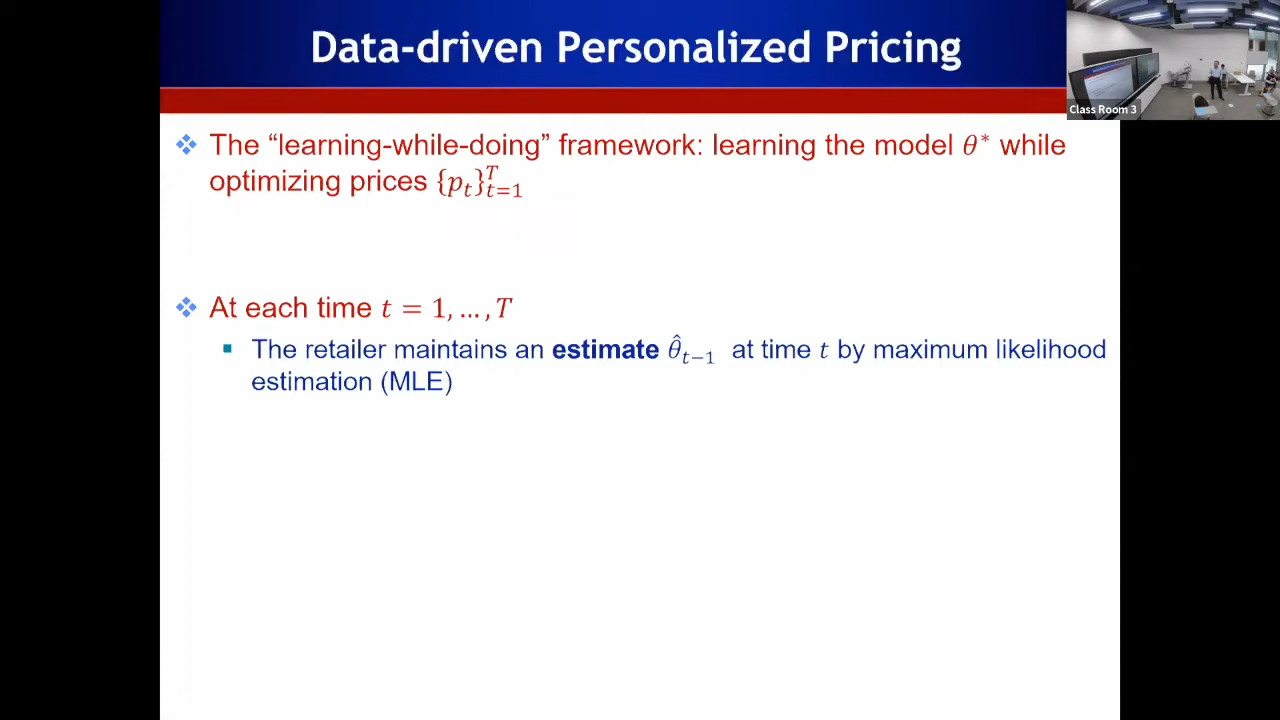 Data-driven Personalized Pricing
Class Room 3
❖ The “learning-while-doing” framework: learning the model θ* while
optimizing prices {p_t}_{t=1}^T
❖ At each time t = 1, … , T
▪ The retailer maintains an estimate θ̂_{t−1} at time t by maximum likelihood
estimation (MLE)